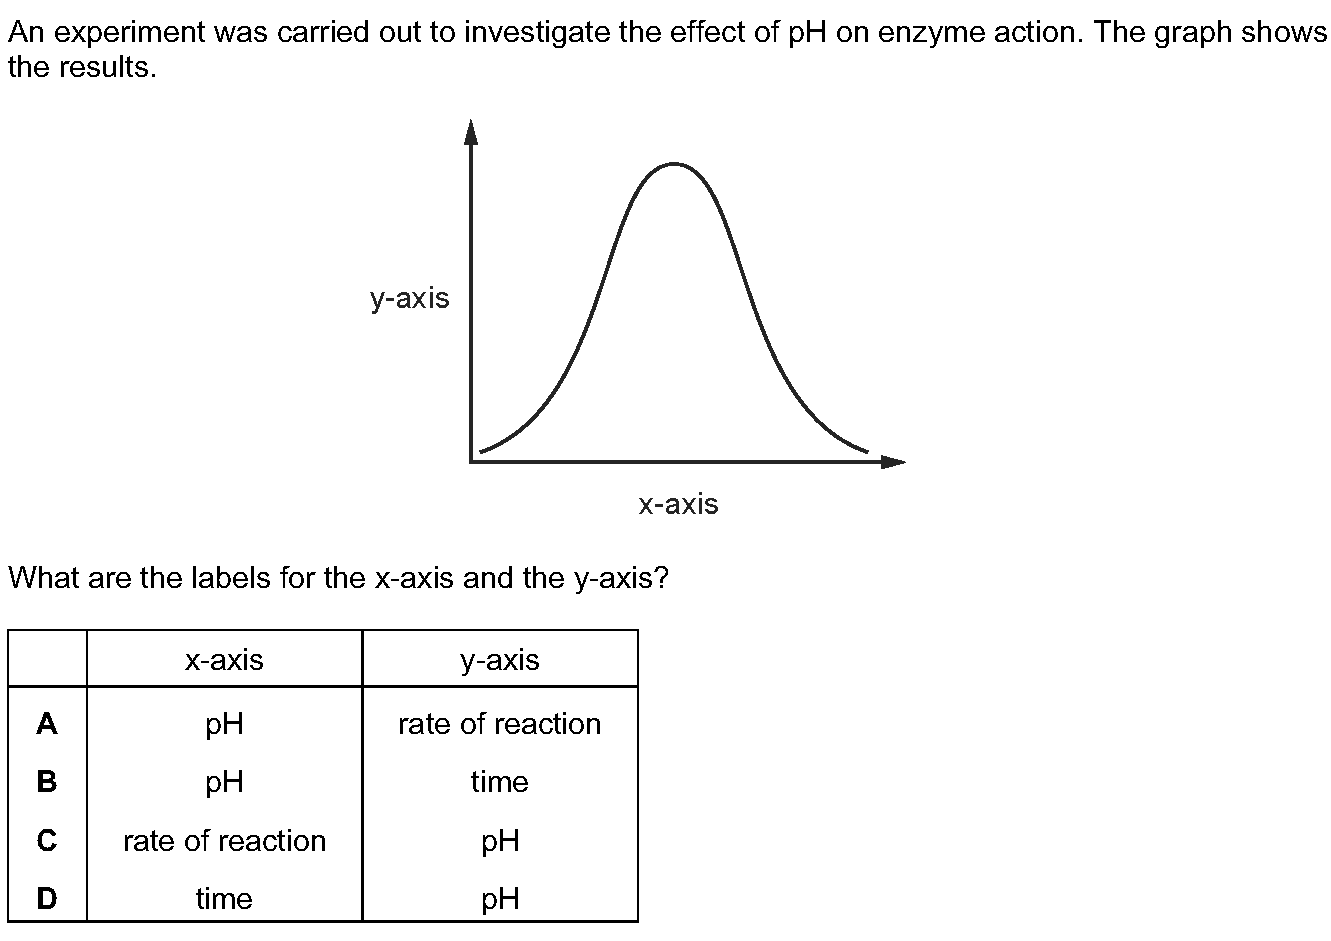 An experiment was carried out to investigate the effect of pH on enzyme action. The graph shows
the results.
y-axis
x-axis
What are the labels for the x-axis and the y-axis?
x-axis y-axis
A pH rate of reaction
B pH time
C rate of reaction pH
D time pH